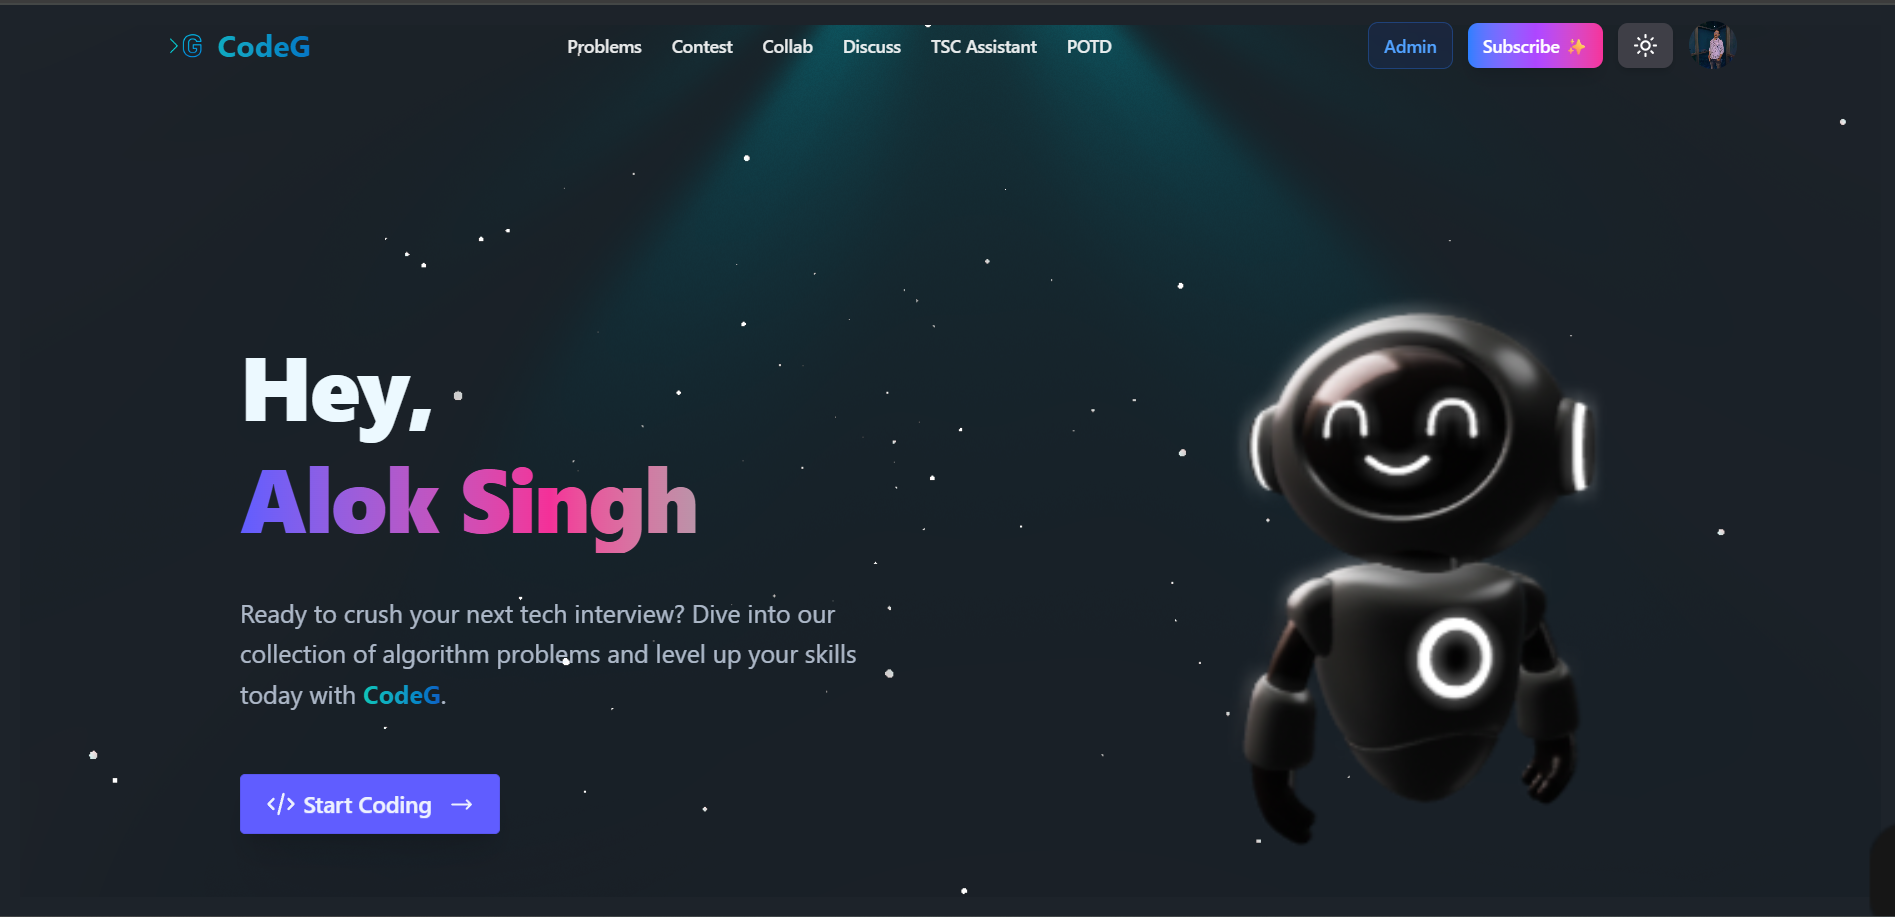 >G CodeG
Problems Contest Collab Discuss TSC Assistant POTD
Admin Subscribe ✨
Hey,
Alok Singh
Ready to crush your next tech interview? Dive into our
collection of algorithm problems and level up your skills
today with CodeG.
</> Start Coding →